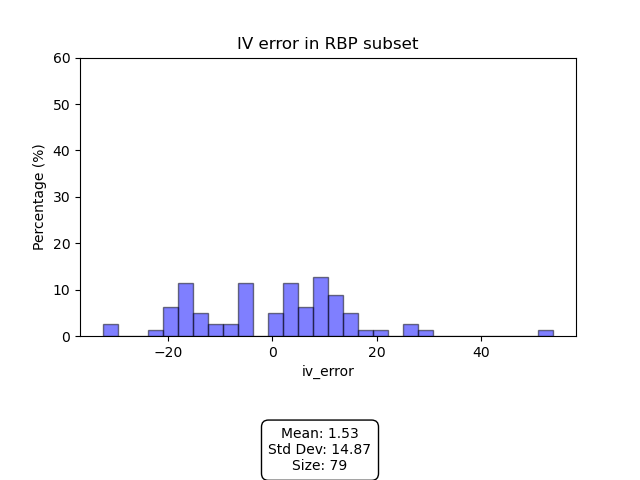 IV error in RBP subset
60
50
40
30
20
10
0
Percentage (%)
−20
0
20
40
iv_error
Mean: 1.53
Std Dev: 14.87
Size: 79